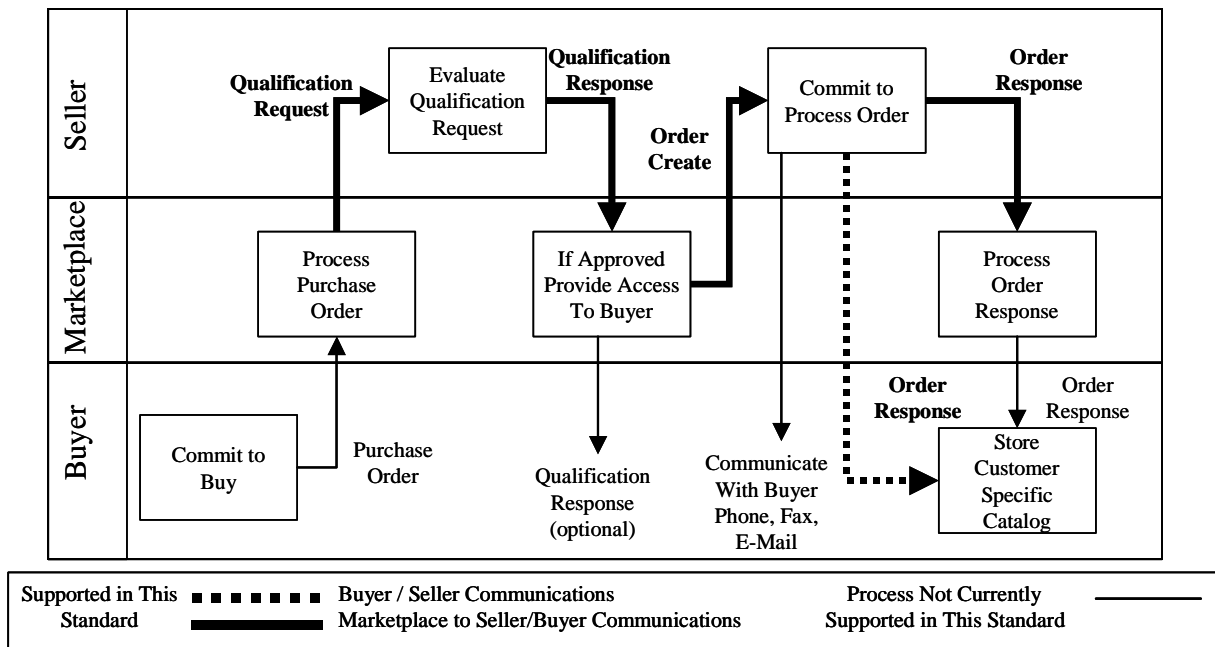 Seller
Qualification
Request
Evaluate
Qualification
Request
Qualification
Response
Order
Create
Commit to
Process Order
Order
Response
Marketplace
Process
Purchase
Order
If Approved
Provide Access
To Buyer
Process
Order
Response
Buyer
Commit to
Buy
Purchase
Order
Qualification
Response
(optional)
Communicate
With Buyer
Phone, Fax,
E-Mail
Order
Response
Order
Response
Store
Customer
Specific
Catalog
Supported in This
Standard
Buyer / Seller Communications
Marketplace to Seller/Buyer Communications
Process Not Currently
Supported in This Standard